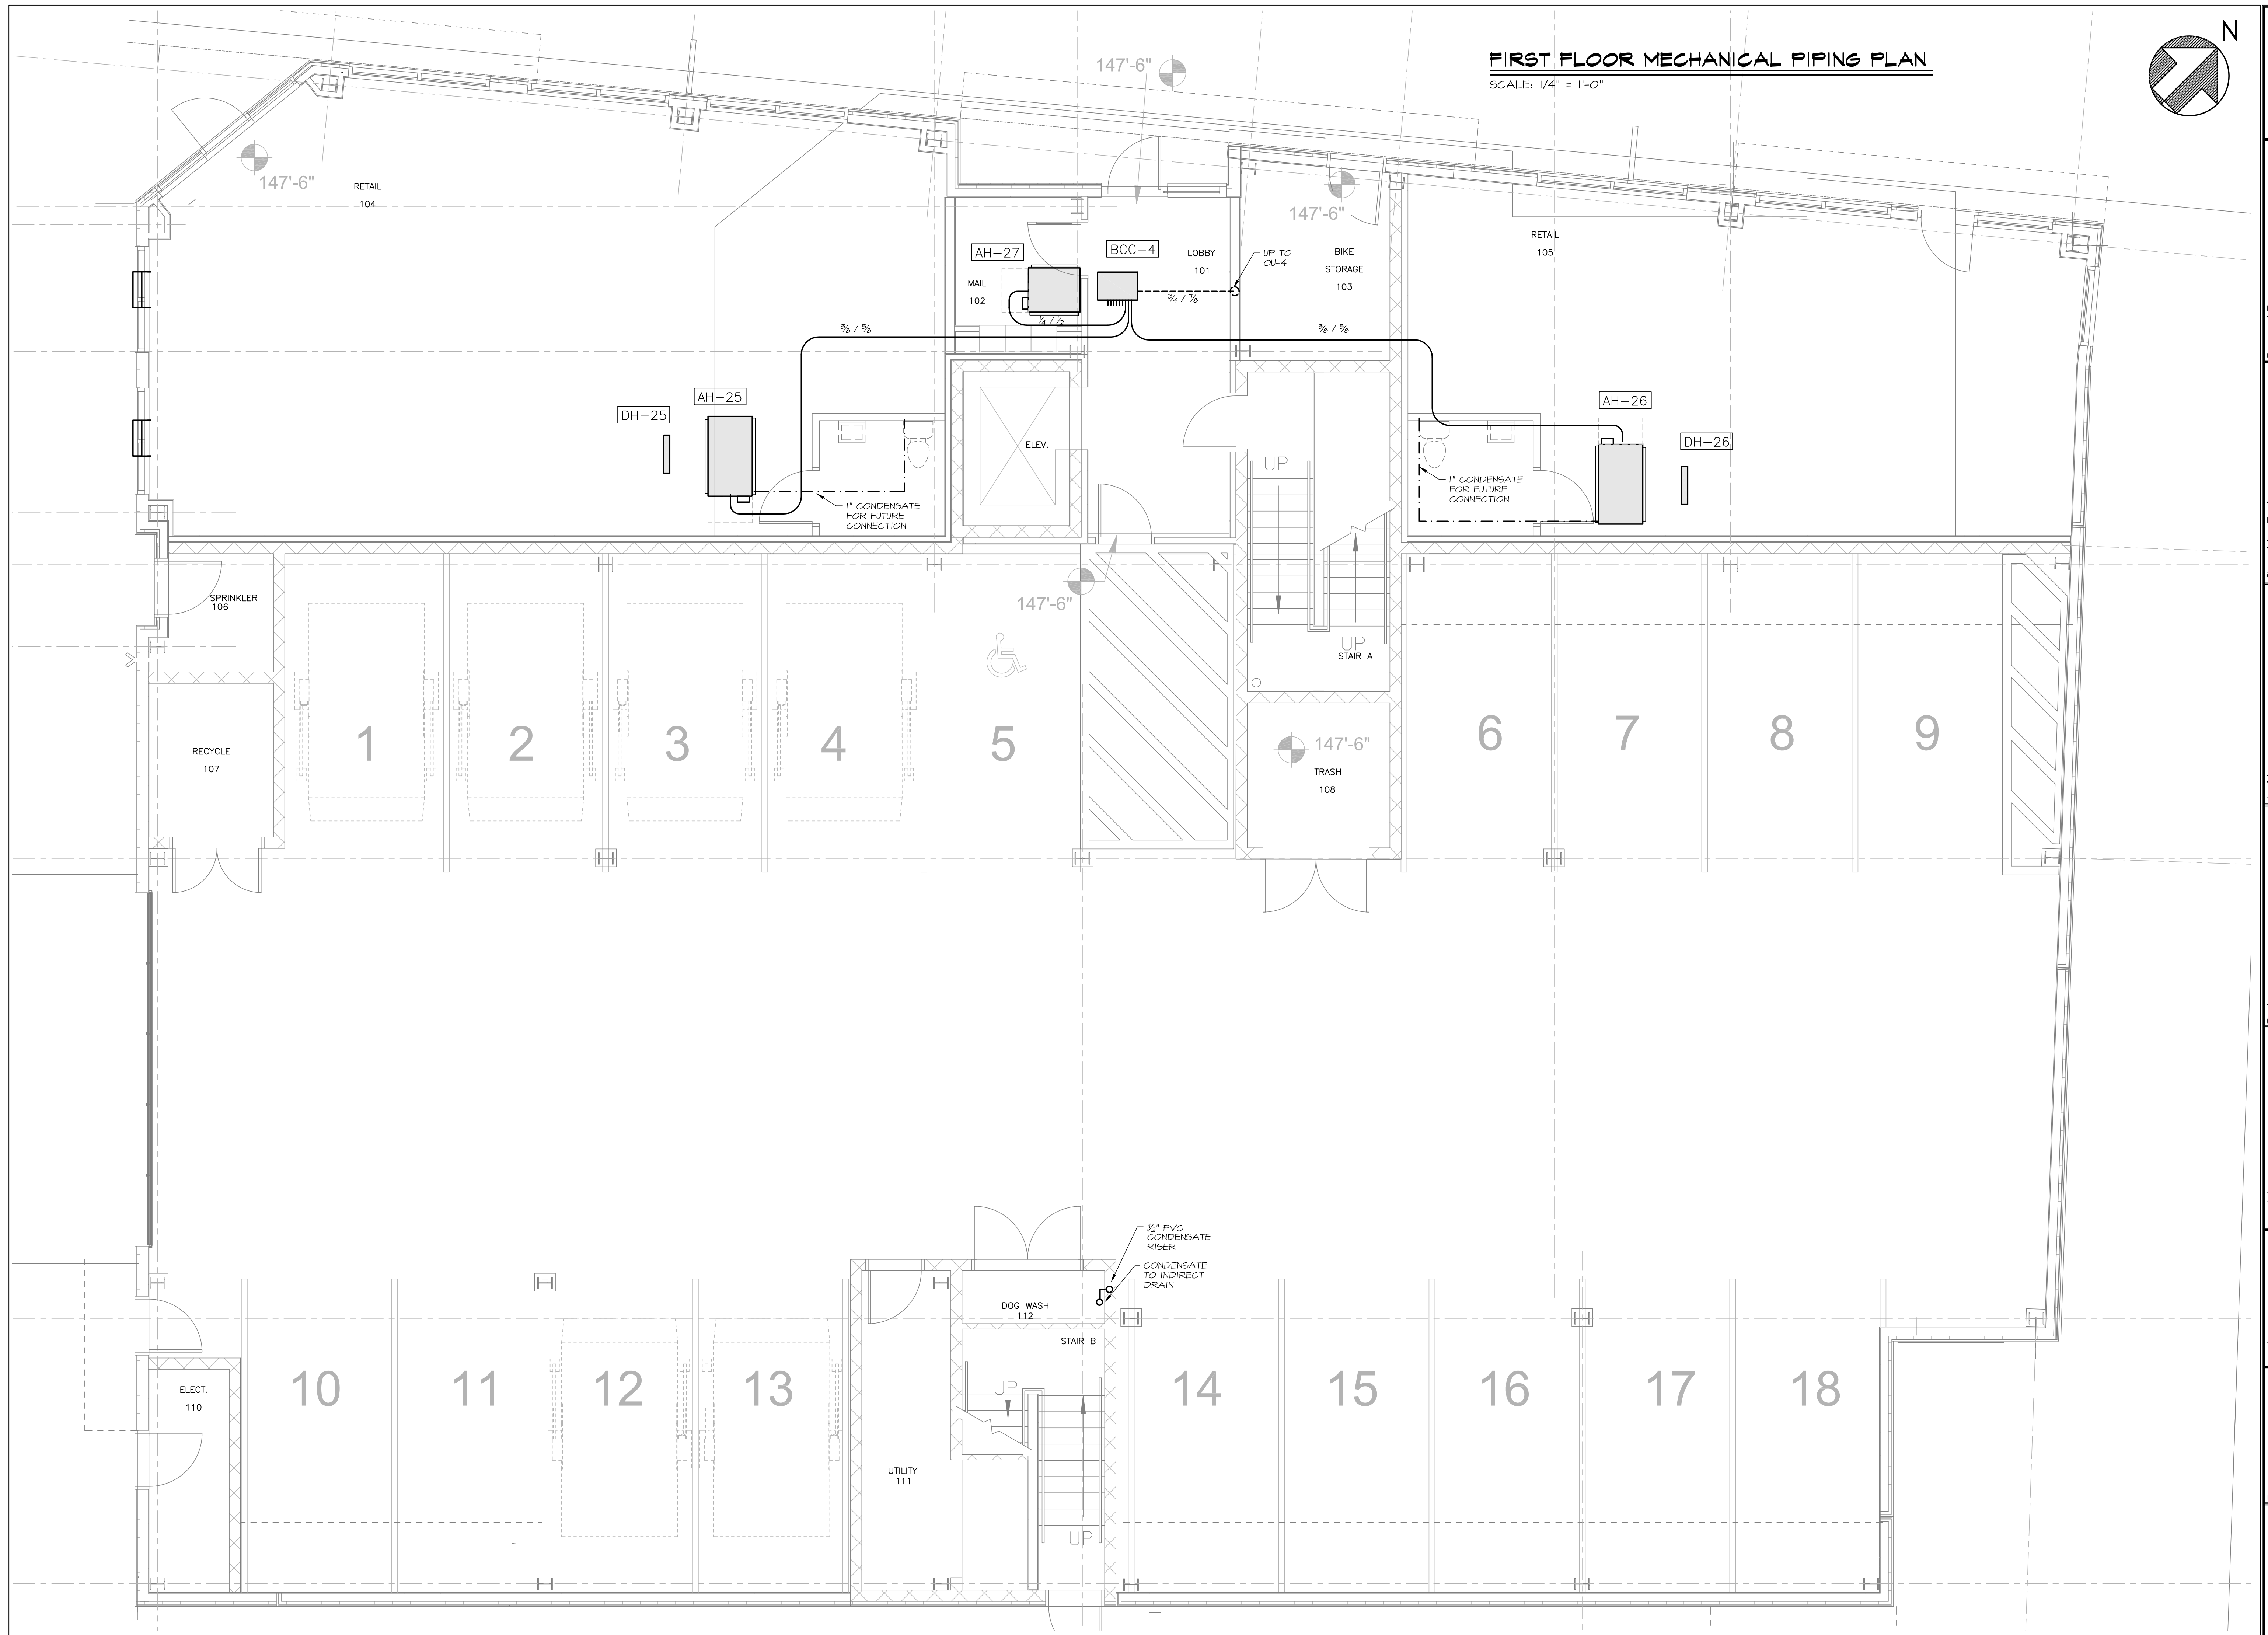 FIRST FLOOR MECHANICAL PIPING PLAN
SCALE: 1/4" = 1'-0"
N
147'-6"
147'-6"
RETAIL
104
147'-6"
RETAIL
105
AH-27
BCC-4
LOBBY
101
UP TO
OU-4
BIKE
STORAGE
103
MAIL
102
3/4 / 7/8
1/4 / 1/2
3/8 / 5/8
3/8 / 5/8
DH-25
AH-25
AH-26
DH-26
ELEV.
UP
1" CONDENSATE
FOR FUTURE
CONNECTION
1" CONDENSATE
FOR FUTURE
CONNECTION
SPRINKLER
106
147'-6"
UP
STAIR A
RECYCLE
107
1
2
3
4
5
147'-6"
TRASH
108
6
7
8
9
1/2" PVC
CONDENSATE
RISER
CONDENSATE
TO INDIRECT
DRAIN
DOG WASH
112
STAIR B
ELECT.
110
10
11
12
13
UP
14
15
16
17
18
UTILITY
111
UP